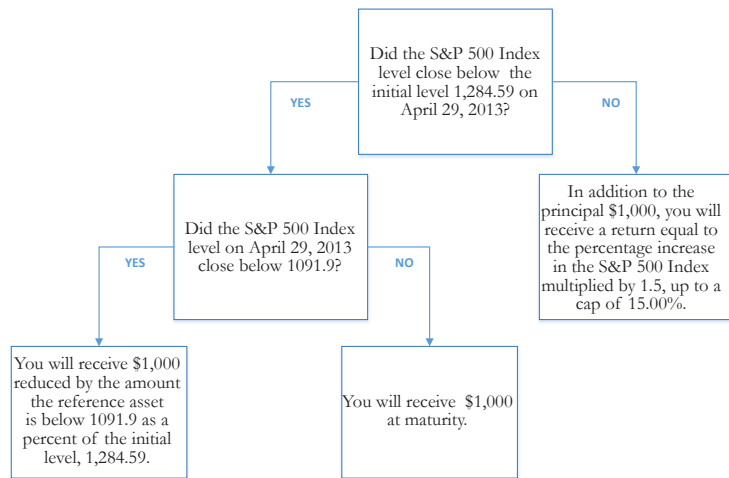 Did the S&P 500 Index
level close below the
initial level 1,284.59 on
April 29, 2013?
YES
NO
Did the S&P 500 Index
level on April 29, 2013
close below 1091.9?
In addition to the
principal $1,000, you will
receive a return equal to
the percentage increase
in the S&P 500 Index
multiplied by 1.5, up to a
cap of 15.00%.
YES
NO
You will receive $1,000
reduced by the amount
the reference asset
is below 1091.9 as a
percent of the initial
level, 1,284.59.
You will receive $1,000
at maturity.